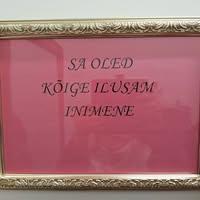 SA OLED
KÕIGE ILUSAM
INIMENE